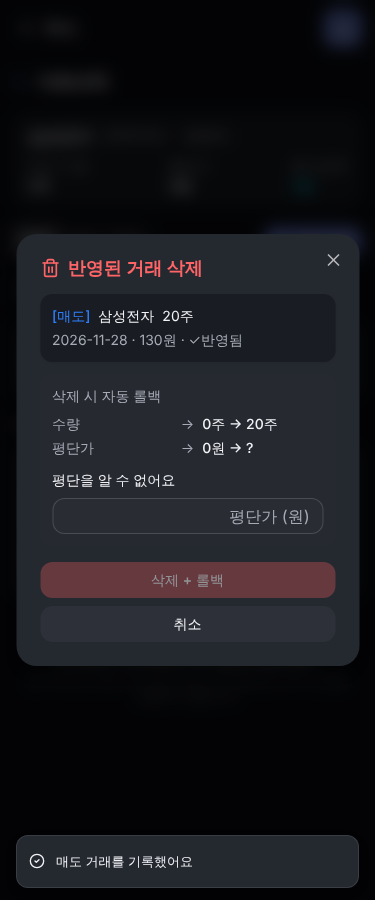 반영된 거래 삭제
[매도] 삼성전자 20주
2026-11-28 · 130원 · ✓반영됨
삭제 시 자동 롤백
수량 → 0주 → 20주
평단가 → 0원 → ?
평단을 알 수 없어요
평단가 (원)
삭제 + 롤백
취소
매도 거래를 기록했어요